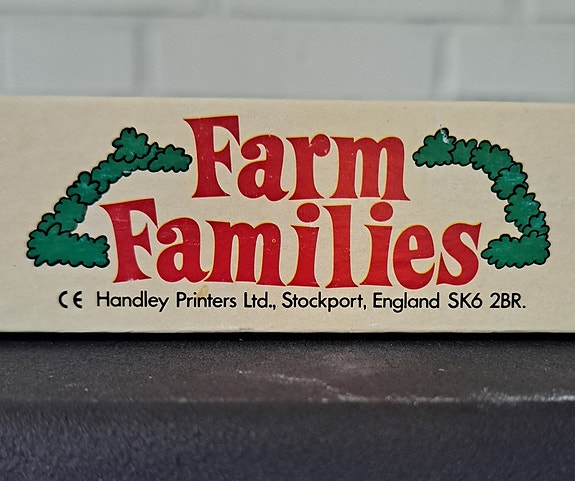 Farm
Families
CE Handley Printers Ltd., Stockport, England SK6 2BR.